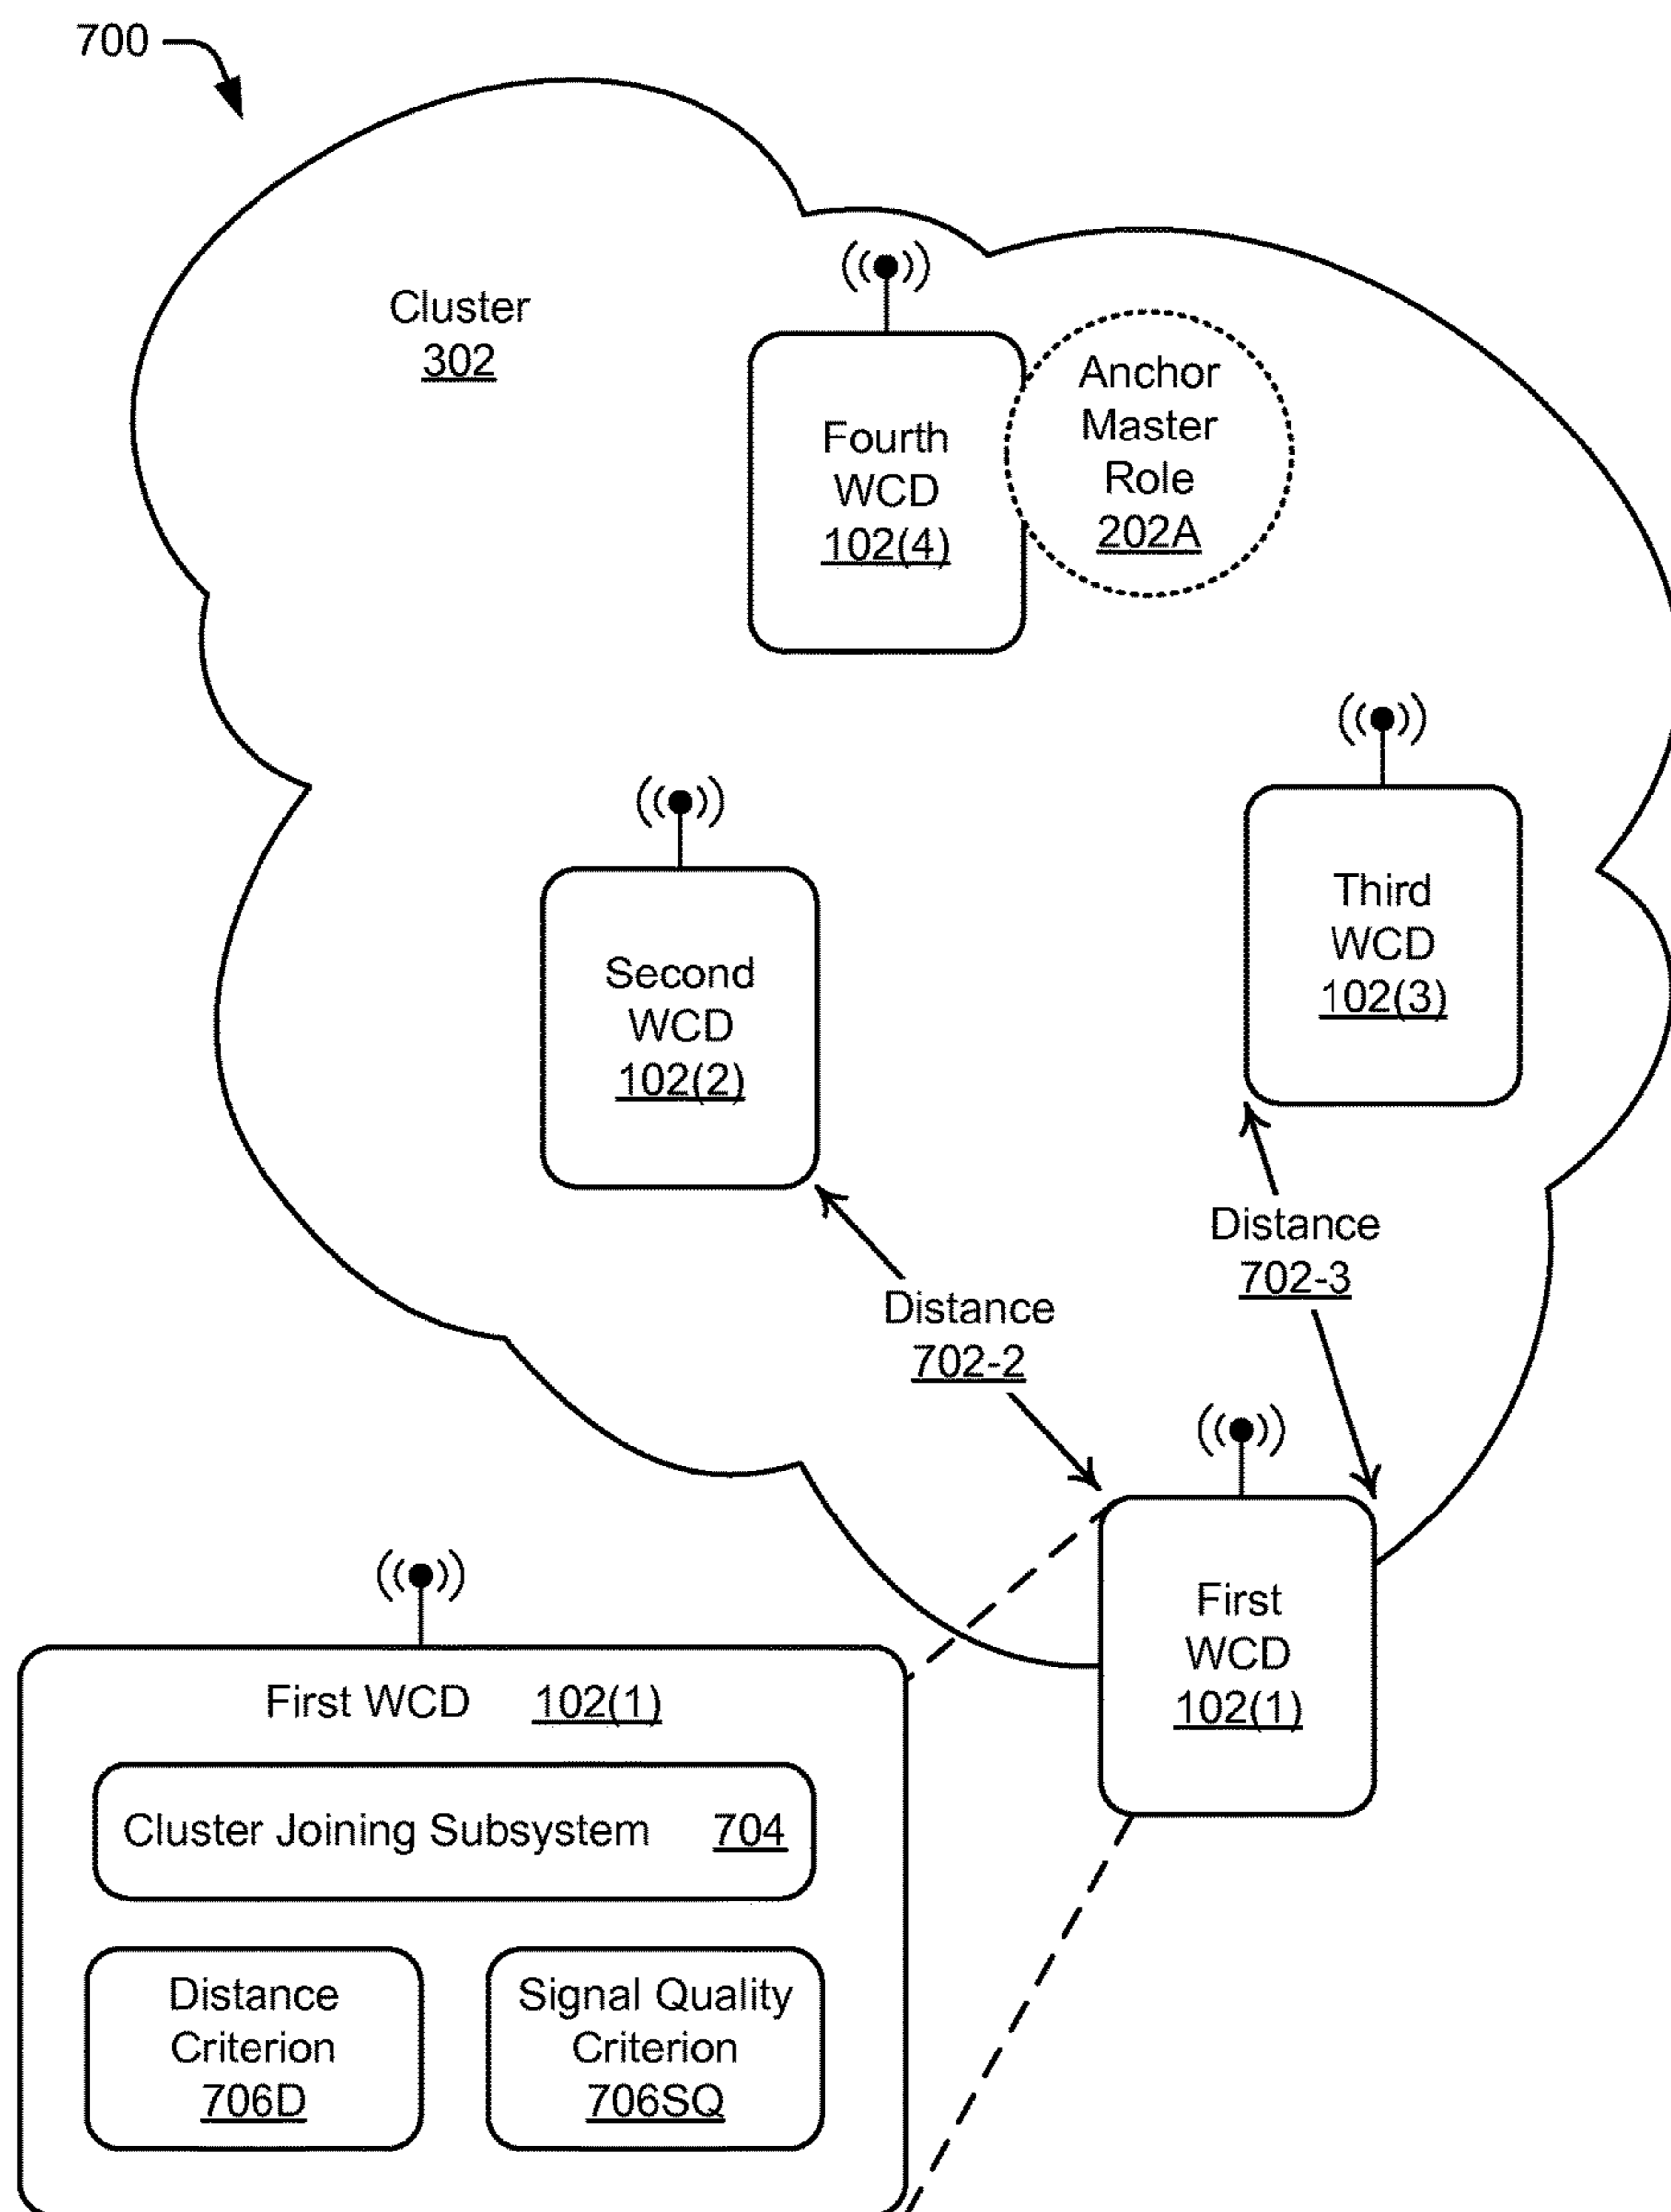 700
Cluster
302
Fourth
WCD
102(4)
Anchor
Master
Role
202A
Second
WCD
102(2)
Third
WCD
102(3)
Distance
702-3
Distance
702-2
First
WCD
102(1)
First WCD 102(1)
Cluster Joining Subsystem 704
Distance
Criterion
706D
Signal Quality
Criterion
706SQ